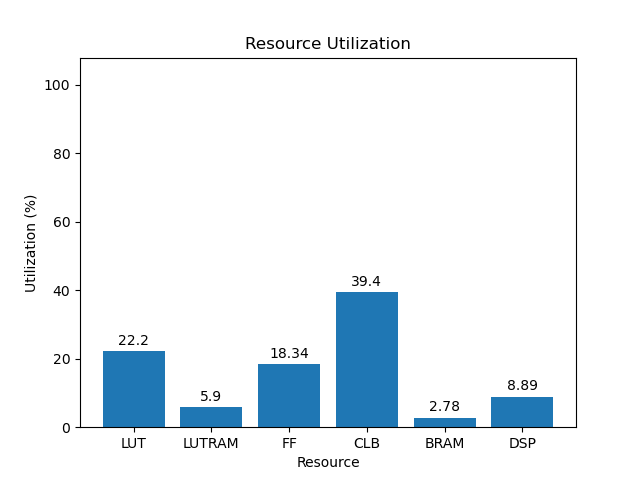 Resource Utilization
Utilization (%)
100
80
60
40
20
0
22.2
5.9
18.34
39.4
2.78
8.89
LUT
LUTRAM
FF
CLB
BRAM
DSP
Resource